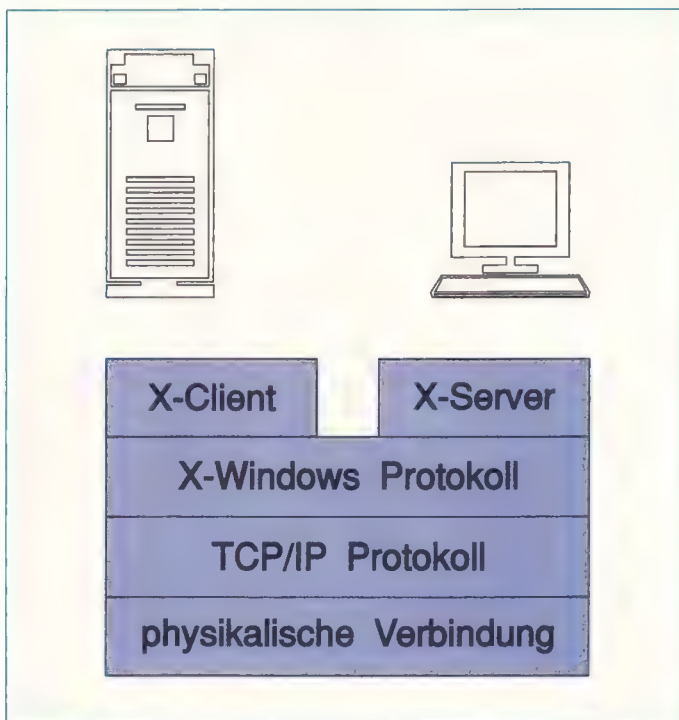 X-Client
X-Server
X-Windows Protokoll
TCP/IP Protokoll
physikalische Verbindung